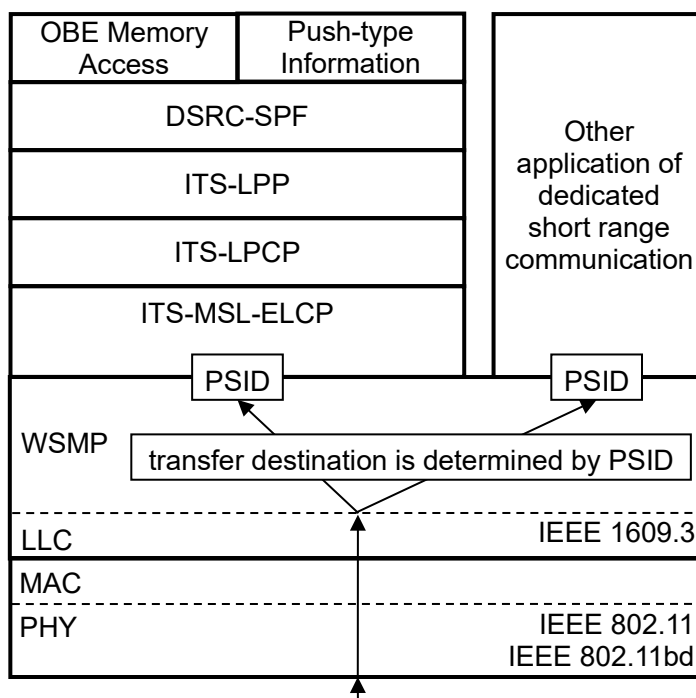 OBE Memory
Access
Push-type
Information
DSRC-SPF
ITS-LPP
ITS-LPCP
ITS-MSL-ELCP
Other
application of
dedicated
short range
communication
PSID
PSID
WSMP
transfer destination is determined by PSID
LLC
IEEE 1609.3
MAC
PHY
IEEE 802.11
IEEE 802.11bd